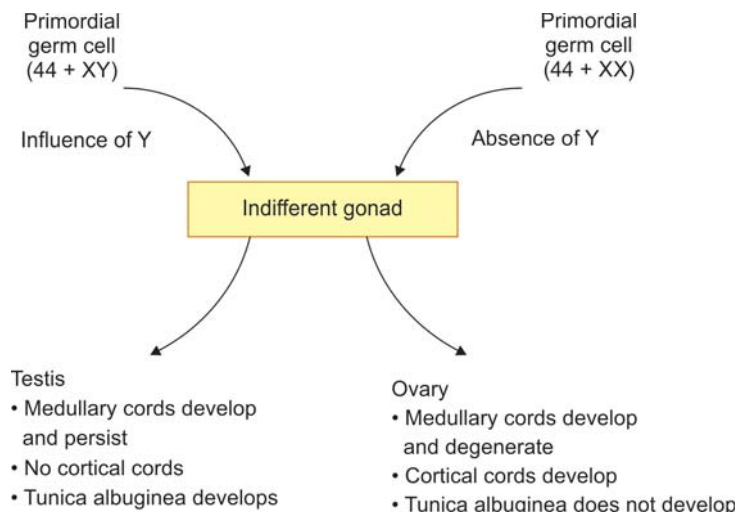 Primordial
germ cell
(44 + XY)
Primordial
germ cell
(44 + XX)
Influence of Y
Absence of Y
Indifferent gonad
Testis
• Medullary cords develop
and persist
• No cortical cords
• Tunica albuginea develops
Ovary
• Medullary cords develop
and degenerate
• Cortical cords develop
• Tunica albuginea does not develop